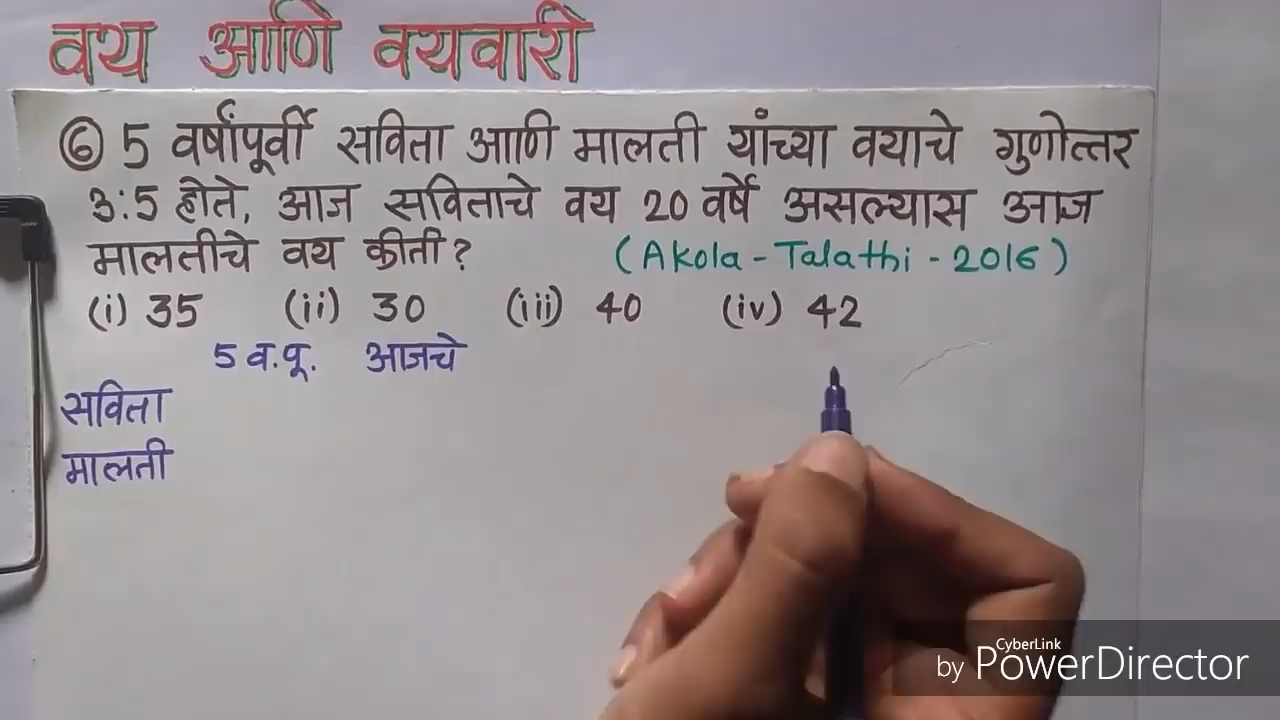 वय आणि वयवारी
⑥ 5 वर्षांपूर्वी सविता आणि मालती यांच्या वयाचे गुणोत्तर
3:5 होते, आज सविताचे वय 20 वर्षे असल्यास आज
मालतीचे वय कीती? (Akola - Talathi - 2016)
(i) 35 (ii) 30 (iii) 40 (iv) 42
5 व.पू. आजचे
सविता
मालती
by CyberLink PowerDirector